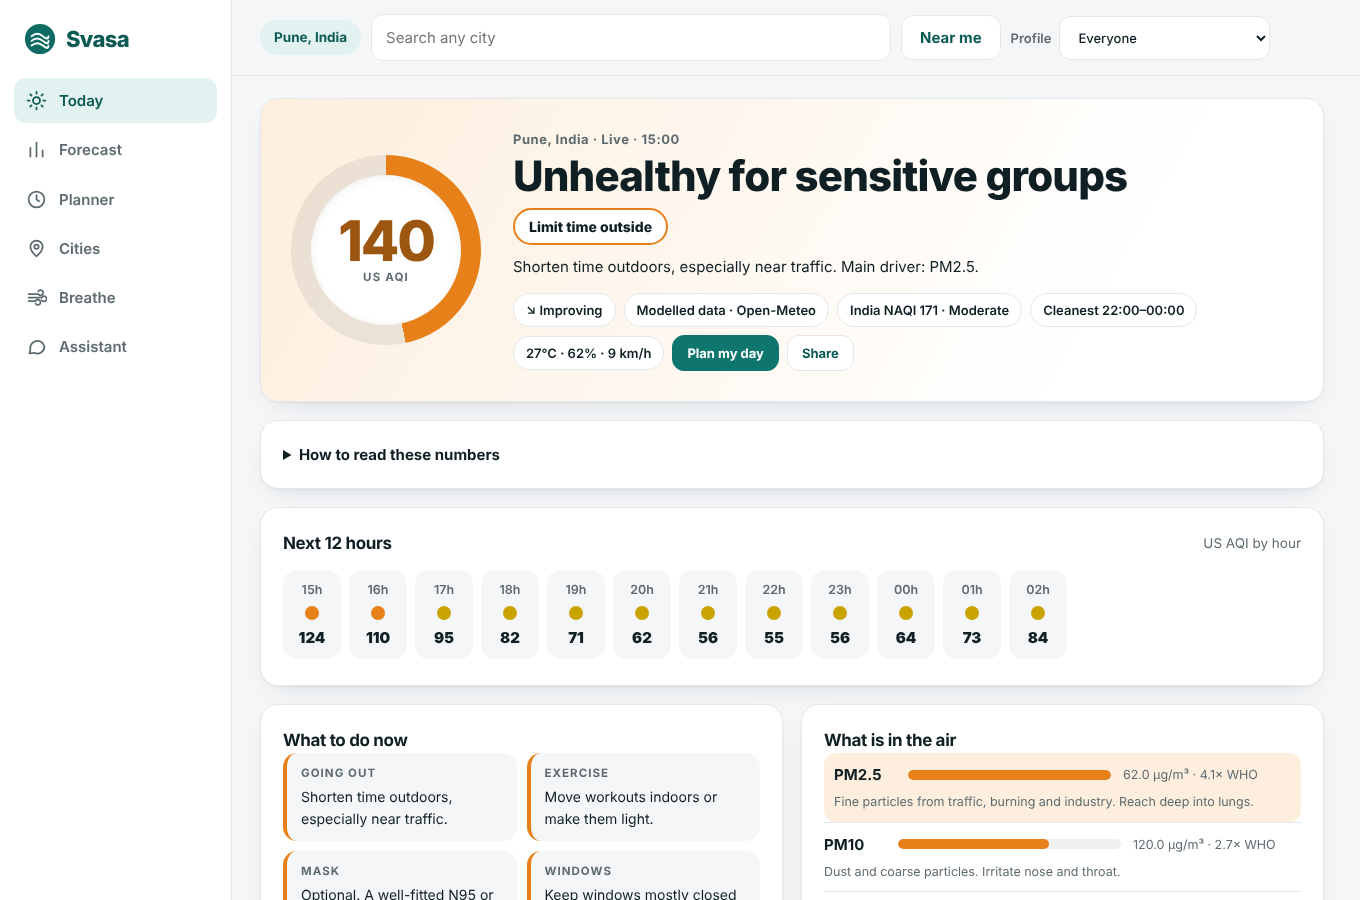 Svasa
Pune, India
Search any city
Near me
Profile
Everyone
Today
Forecast
Planner
Cities
Breathe
Assistant
Pune, India · Live · 15:00
Unhealthy for sensitive groups
140
US AQI
Limit time outside
Shorten time outdoors, especially near traffic. Main driver: PM2.5.
↘ Improving
Modelled data · Open-Meteo
India NAQI 171 · Moderate
Cleanest 22:00–00:00
27°C · 62% · 9 km/h
Plan my day
Share
How to read these numbers
Next 12 hours
US AQI by hour
15h 16h 17h 18h 19h 20h 21h 22h 23h 00h 01h 02h
124 110 95 82 71 62 56 55 56 64 73 84
What to do now
GOING OUT
Shorten time outdoors,
especially near traffic.
EXERCISE
Move workouts indoors or
make them light.
MASK
Optional. A well-fitted N95 or
WINDOWS
Keep windows mostly closed
What is in the air
PM2.5
62.0 µg/m³ · 4.1× WHO
Fine particles from traffic, burning and industry. Reach deep into lungs.
PM10
120.0 µg/m³ · 2.7× WHO
Dust and coarse particles. Irritate nose and throat.